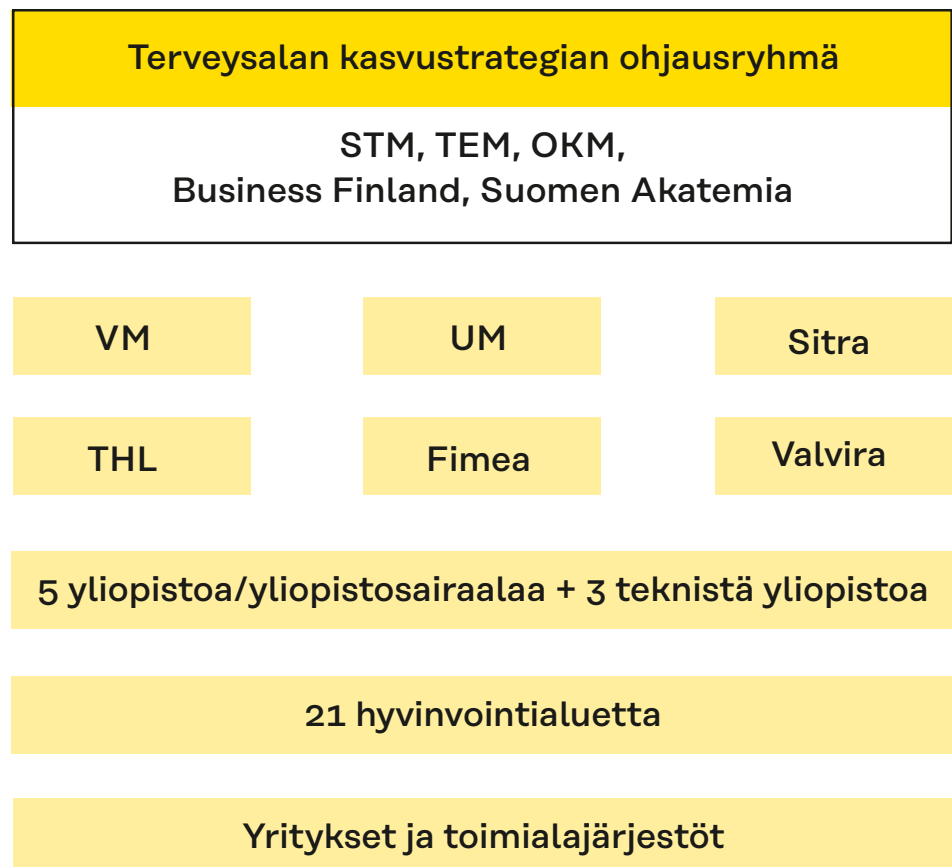 Terveysalan kasvustrategian ohjausryhmä
STM, TEM, OKM,
Business Finland, Suomen Akatemia
VM
UM
Sitra
THL
Fimea
Valvira
5 yliopistoa/yliopistosairaalaa + 3 teknistä yliopistoa
21 hyvinvointialuetta
Yritykset ja toimialajärjestöt